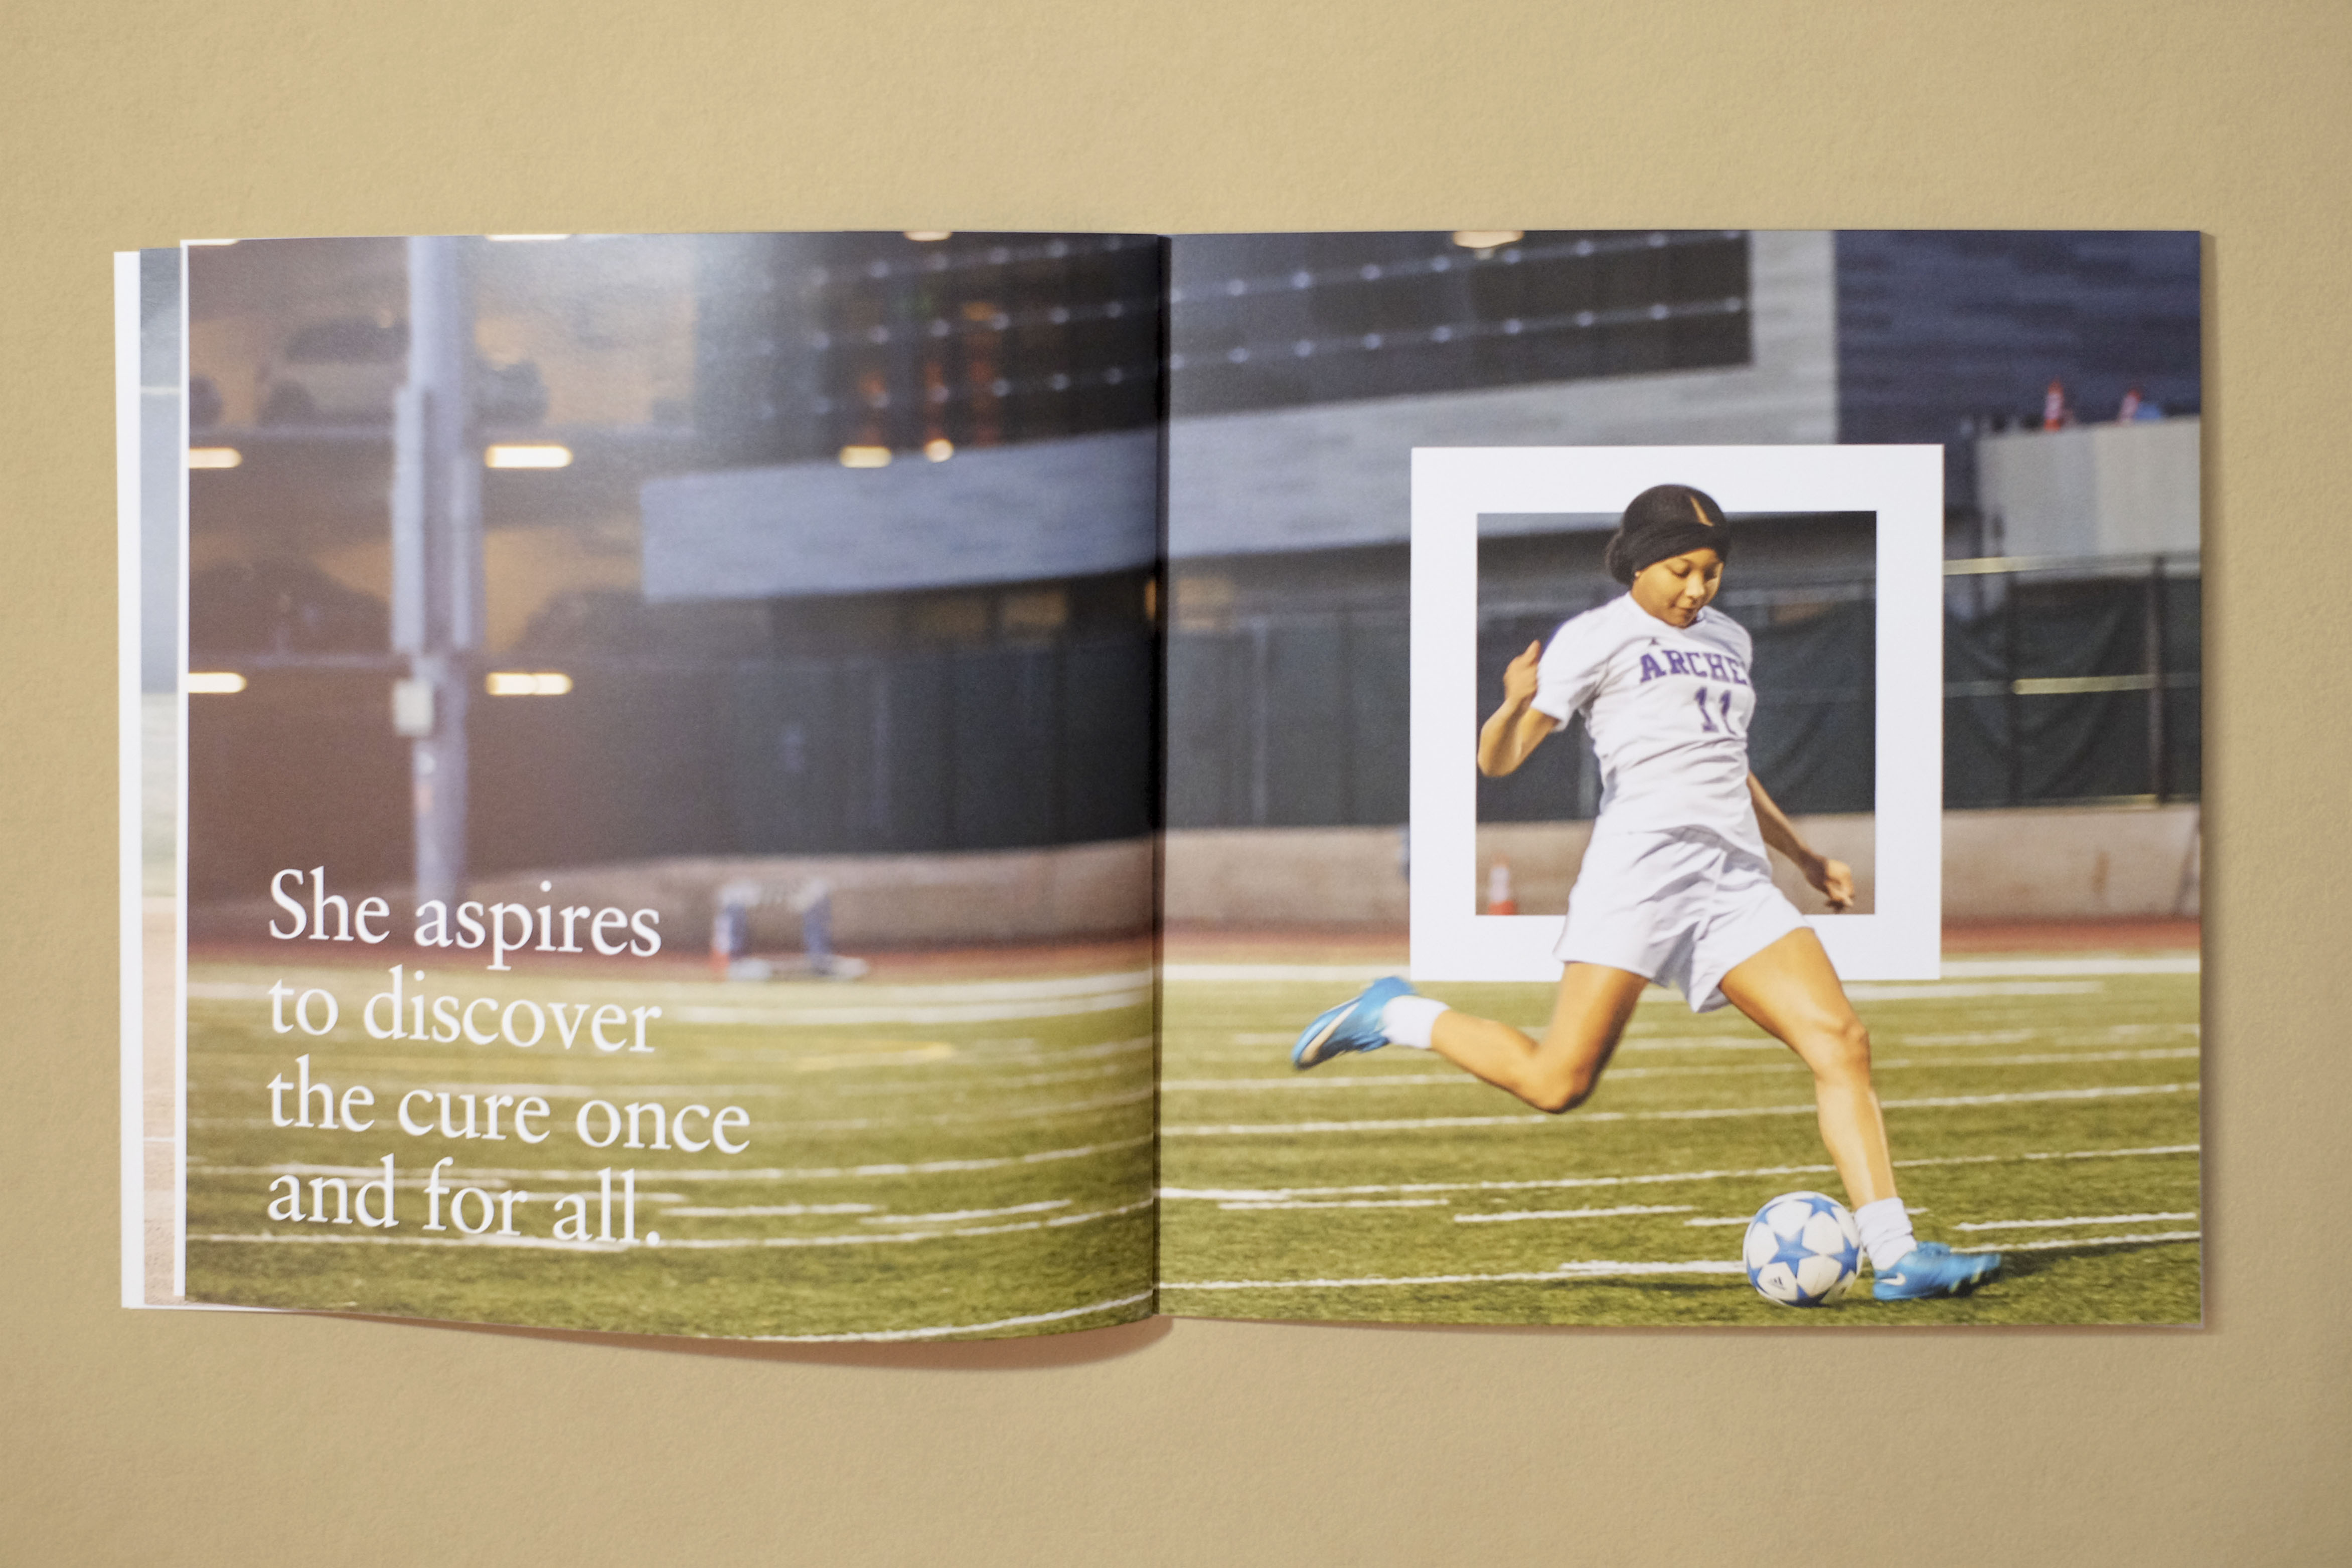 She aspires
to discover
the cure once
and for all.
ARCHE
11